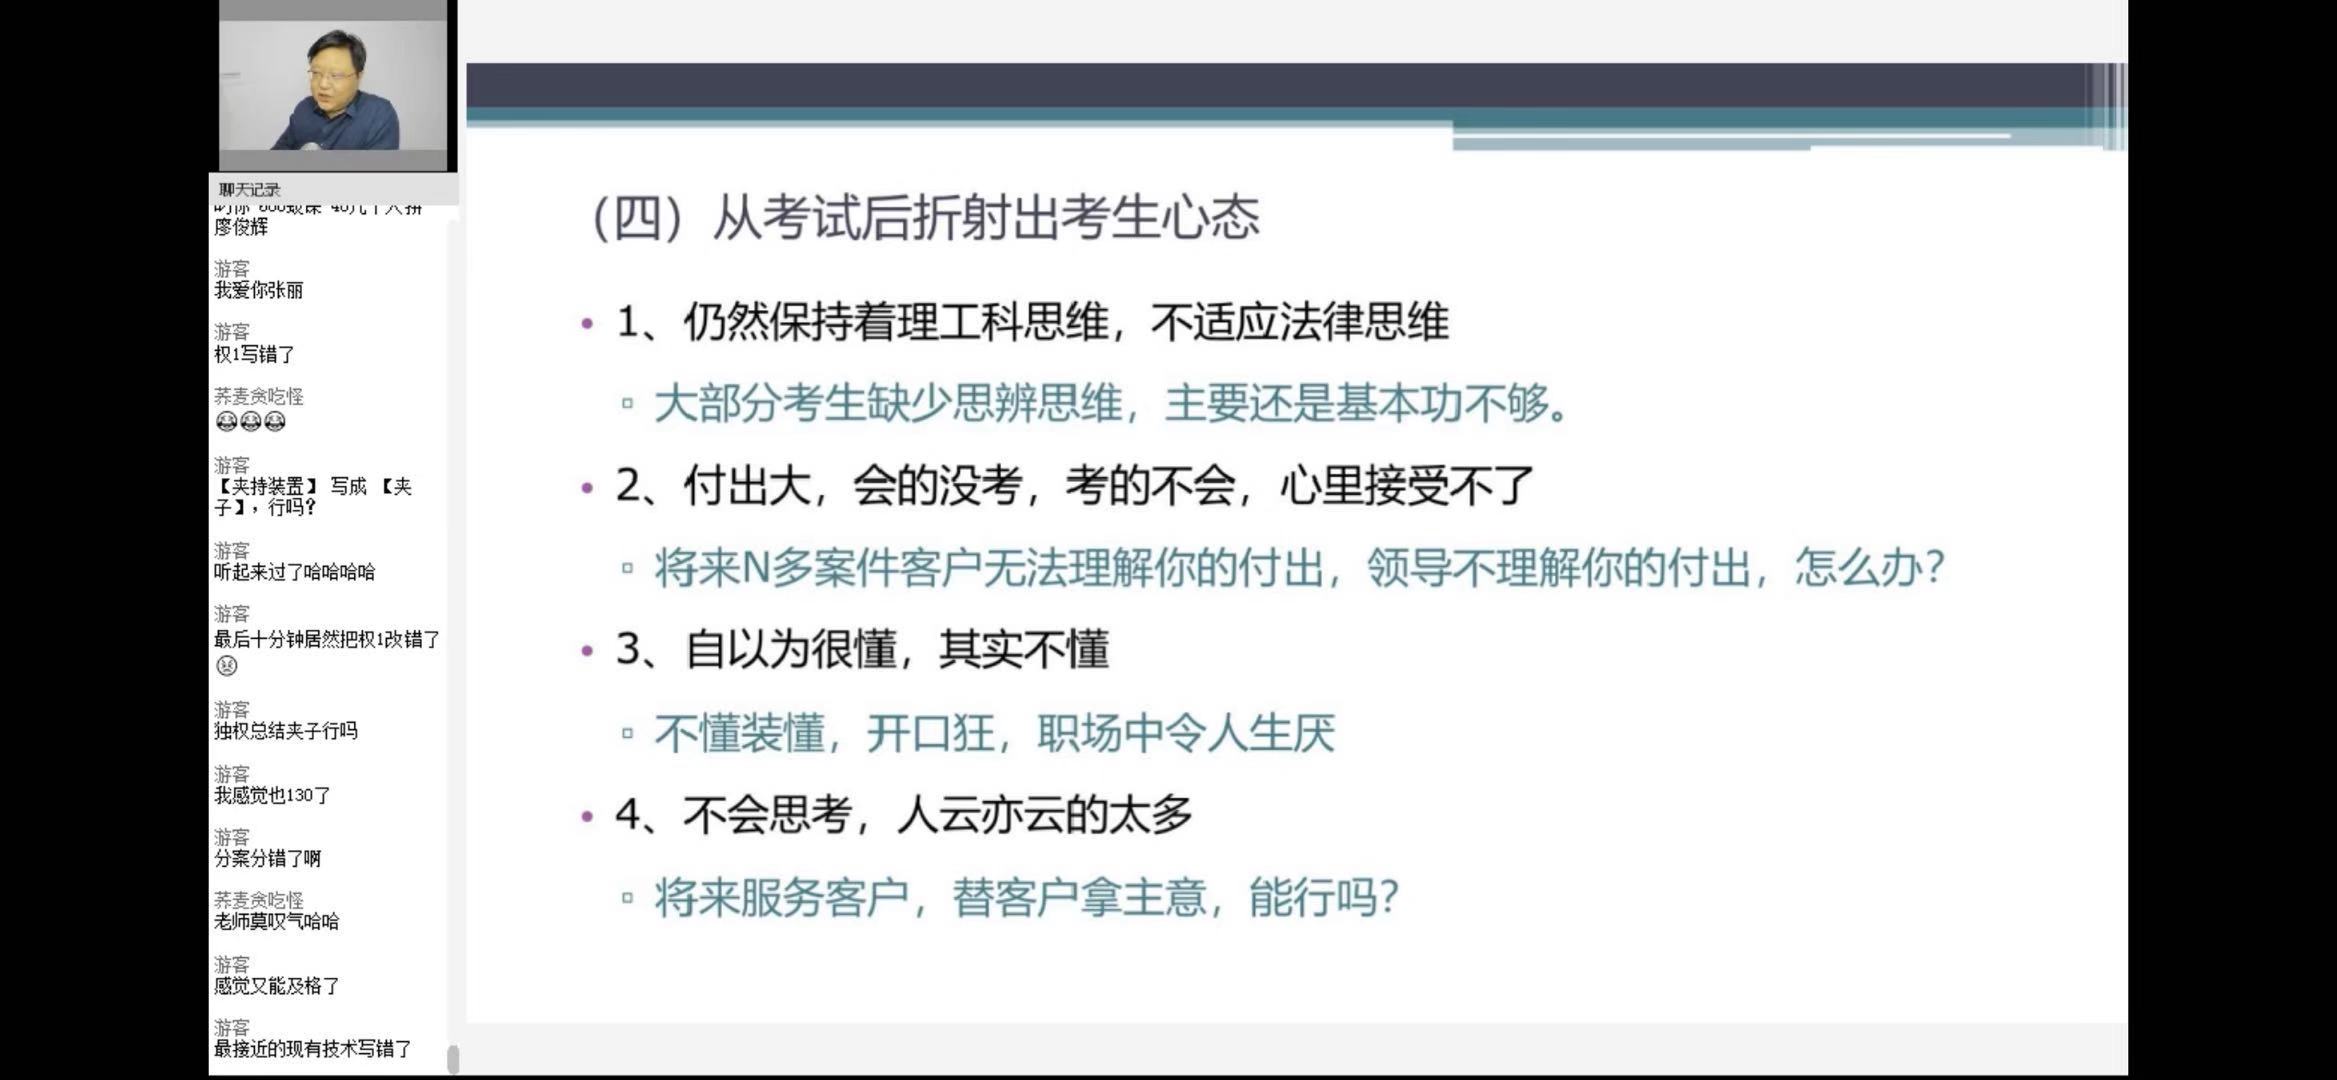 聊天记录
廖俊辉
游客
我爱你张丽
游客
权1写错了
荞麦贪吃怪
游客
【夹持装置】 写成 【夹
子】，行吗？
游客
听起来过了哈哈哈哈
游客
最后十分钟居然把权1改错了
游客
独权总结夹子行吗
游客
我感觉也130了
游客
分案分错了啊
荞麦贪吃怪
老师莫叹气哈哈
游客
感觉又能及格了
游客
最接近的现有技术写错了
（四）从考试后折射出考生心态
• 1、仍然保持着理工科思维，不适应法律思维
▫ 大部分考生缺少思辨思维，主要还是基本功不够。
• 2、付出大，会的没考，考的不会，心里接受不了
▫ 将来N多案件客户无法理解你的付出，领导不理解你的付出，怎么办？
• 3、自以为很懂，其实不懂
▫ 不懂装懂，开口狂，职场中令人生厌
• 4、不会思考，人云亦云的太多
▫ 将来服务客户，替客户拿主意，能行吗？